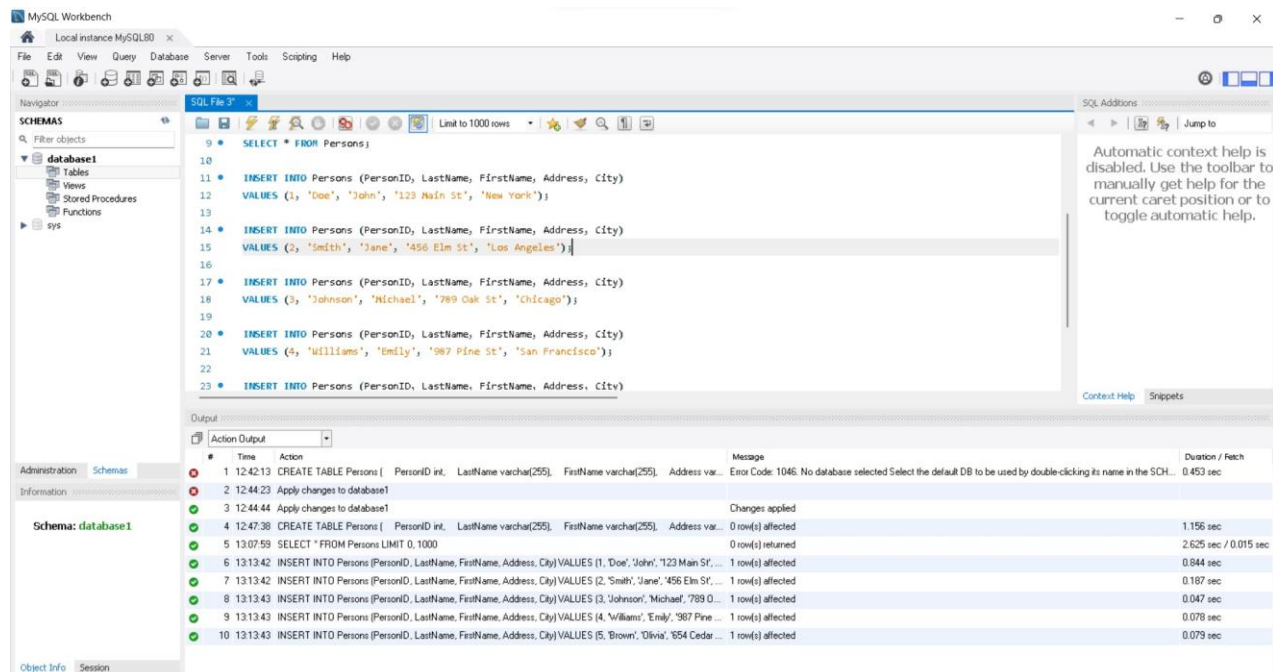 MySQL Workbench
Local instance MySQL80
File Edit View Query Database Server Tools Scripting Help
Navigator
SCHEMAS
Filter objects
database1
Tables
Views
Stored Procedures
Functions
sys
Administration Schemas
Information
Schema: database1
Object Info Session
SQL File 3*
Limit to 1000 rows
9 SELECT * FROM Persons;
10
11 INSERT INTO Persons (PersonID, LastName, FirstName, Address, City)
12 VALUES (1, 'Doe', 'John', '123 Main St', 'New York');
13
14 INSERT INTO Persons (PersonID, LastName, FirstName, Address, City)
15 VALUES (2, 'Smith', 'Jane', '456 Elm St', 'Los Angeles');
16
17 INSERT INTO Persons (PersonID, LastName, FirstName, Address, City)
18 VALUES (3, 'Johnson', 'Michael', '789 Oak St', 'Chicago');
19
20 INSERT INTO Persons (PersonID, LastName, FirstName, Address, City)
21 VALUES (4, 'Williams', 'Emily', '987 Pine St', 'San Francisco');
22
23 INSERT INTO Persons (PersonID, LastName, FirstName, Address, City)
SQL Additions
Jump to
Automatic context help is
disabled. Use the toolbar to
manually get help for the
current caret position or to
toggle automatic help.
Context Help Snippets
Output
Action Output
# Time Action Message Duration / Fetch
1 12:42:13 CREATE TABLE Persons ( PersonID int, LastName varchar(255), FirstName varchar(255), Address var... Error Code: 1046. No database selected Select the default DB to be used by double-clicking its name in the SCH... 0.453 sec
2 12:44:23 Apply changes to database1
3 12:44:44 Apply changes to database1 Changes applied
4 12:47:38 CREATE TABLE Persons ( PersonID int, LastName varchar(255), FirstName varchar(255), Address var... 0 row(s) affected 1.156 sec
5 13:07:59 SELECT * FROM Persons LIMIT 0, 1000 0 row(s) returned 2.625 sec / 0.015 sec
6 13:13:42 INSERT INTO Persons (PersonID, LastName, FirstName, Address, City) VALUES (1, 'Doe', 'John', '123 Main St', ... 1 row(s) affected 0.844 sec
7 13:13:42 INSERT INTO Persons (PersonID, LastName, FirstName, Address, City) VALUES (2, 'Smith', 'Jane', '456 Elm St', ... 1 row(s) affected 0.187 sec
8 13:13:43 INSERT INTO Persons (PersonID, LastName, FirstName, Address, City) VALUES (3, 'Johnson', 'Michael', '789 O... 1 row(s) affected 0.047 sec
9 13:13:43 INSERT INTO Persons (PersonID, LastName, FirstName, Address, City) VALUES (4, 'Williams', 'Emily', '987 Pine ... 1 row(s) affected 0.078 sec
10 13:13:43 INSERT INTO Persons (PersonID, LastName, FirstName, Address, City) VALUES (5, 'Brown', 'Olivia', '654 Cedar ... 1 row(s) affected 0.079 sec